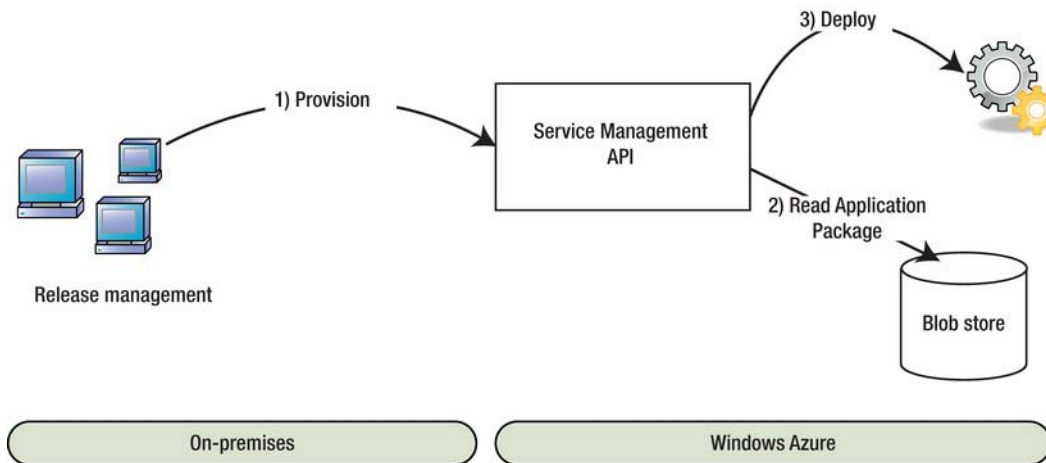 3) Deploy
1) Provision
Service Management
API
2) Read Application
Package
Release management
Blob store
On-premises
Windows Azure